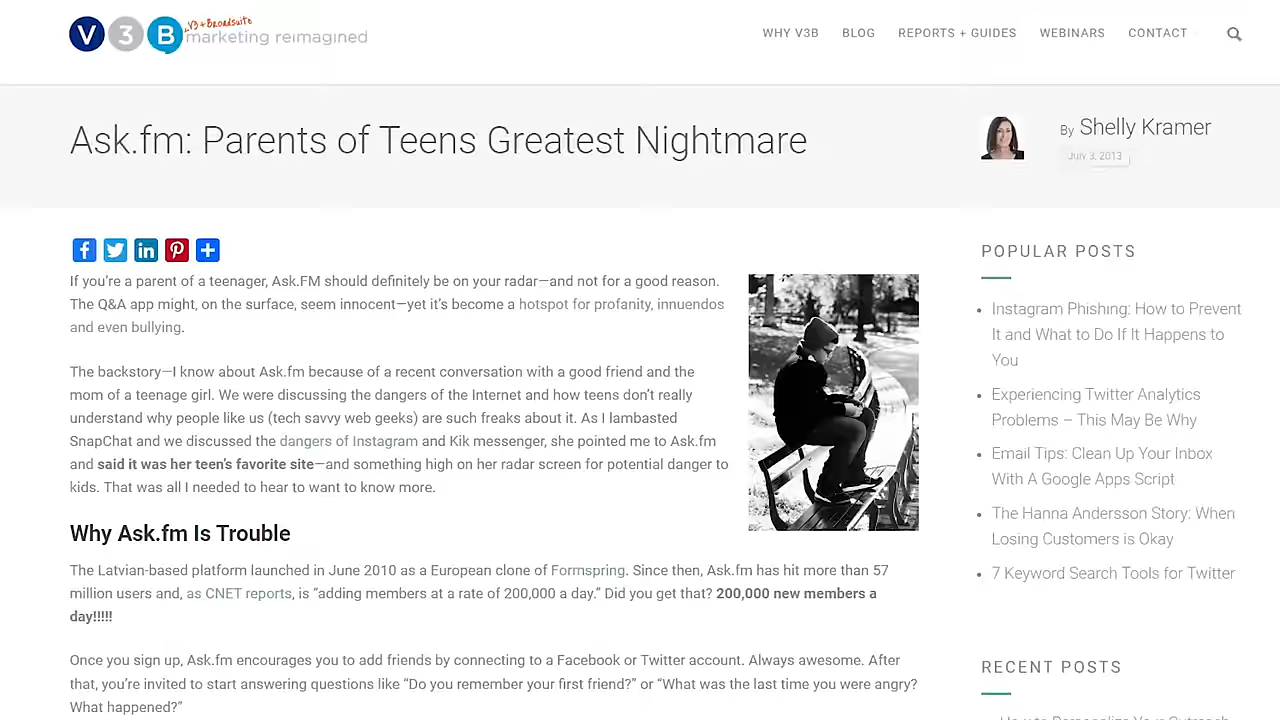 V3 + Broadsuite
V3B marketing reimagined
WHY V3B BLOG REPORTS + GUIDES WEBINARS CONTACT
Ask.fm: Parents of Teens Greatest Nightmare
By Shelly Kramer
July 3, 2013
If you're a parent of a teenager, Ask.FM should definitely be on your radar—and not for a good reason.
The Q&A app might, on the surface, seem innocent—yet it's become a hotspot for profanity, innuendos
and even bullying.
The backstory—I know about Ask.fm because of a recent conversation with a good friend and the
mom of a teenage girl. We were discussing the dangers of the Internet and how teens don't really
understand why people like us (tech savvy web geeks) are such freaks about it. As I lambasted
SnapChat and we discussed the dangers of Instagram and Kik messenger, she pointed me to Ask.fm
and said it was her teen's favorite site—and something high on her radar screen for potential danger to
kids. That was all I needed to hear to want to know more.
Why Ask.fm Is Trouble
The Latvian-based platform launched in June 2010 as a European clone of Formspring. Since then, Ask.fm has hit more than 57
million users and, as CNET reports, is “adding members at a rate of 200,000 a day.” Did you get that? 200,000 new members a
day!!!!!
Once you sign up, Ask.fm encourages you to add friends by connecting to a Facebook or Twitter account. Always awesome. After
that, you're invited to start answering questions like “Do you remember your first friend?” or “What was the last time you were angry?
What happened?”
POPULAR POSTS
Instagram Phishing: How to Prevent
It and What to Do If It Happens to
You
Experiencing Twitter Analytics
Problems – This May Be Why
Email Tips: Clean Up Your Inbox
With A Google Apps Script
The Hanna Andersson Story: When
Losing Customers is Okay
7 Keyword Search Tools for Twitter
RECENT POSTS
How to Personalize Your Outreach